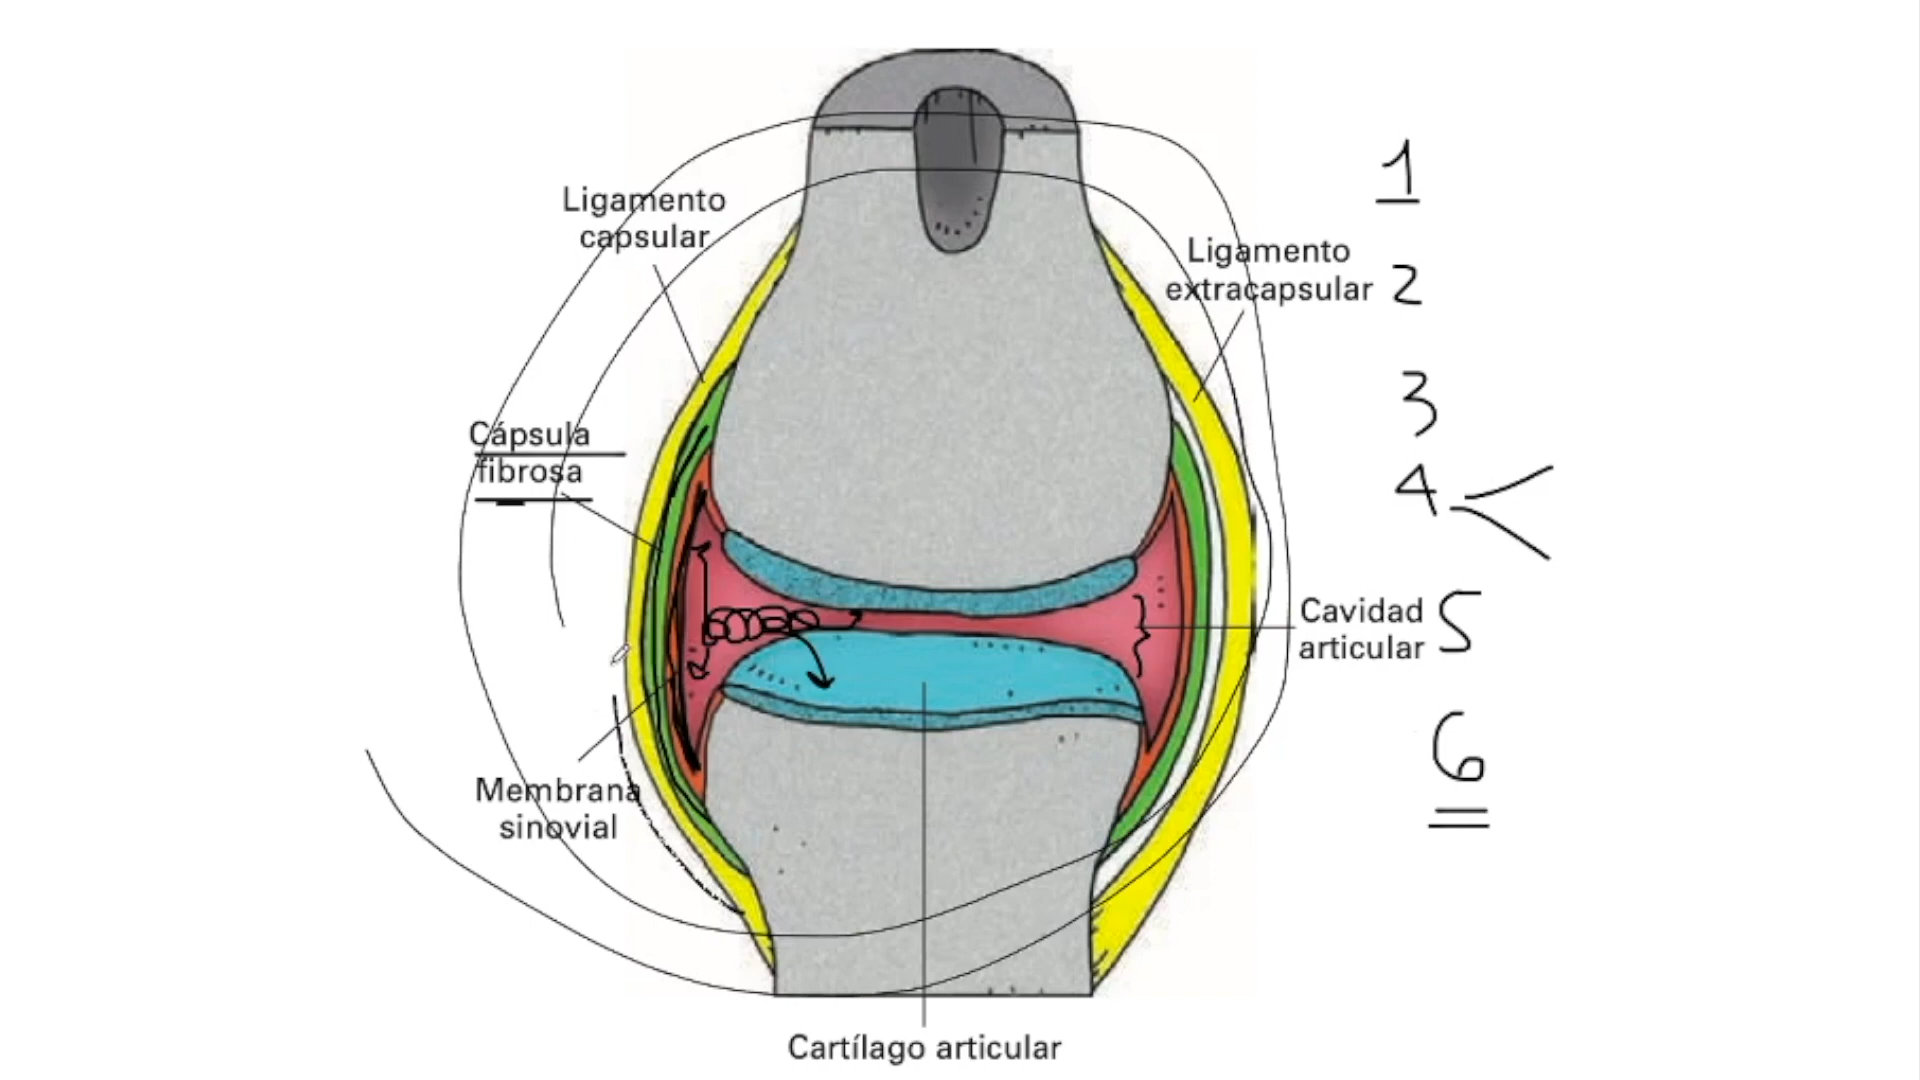 Ligamento
capsular
Ligamento
extracapsular
Cápsula
fibrosa
Cavidad
articular
Membrana
sinovial
Cartílago articular
1
2
3
4
5
6